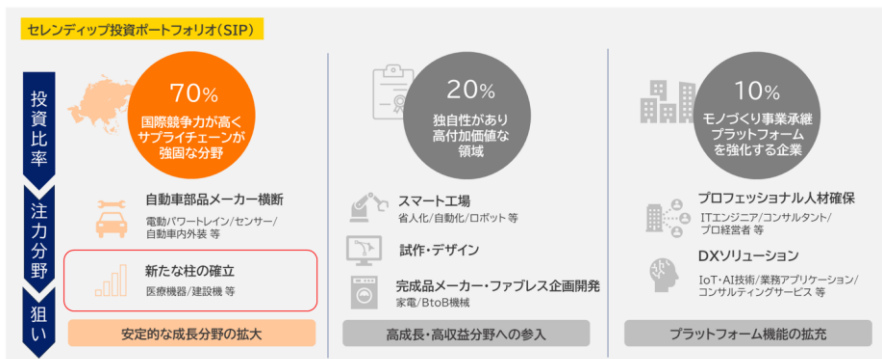 セレンディップ投資ポートフォリオ(SIP)
投資比率
70%
国際競争力が高く
サプライチェーンが
強固な分野
20%
独自性があり
高付加価値な
領域
10%
モノづくり事業承継
プラットフォーム
を強化する企業
注力分野
自動車部品メーカー横断
電動パワートレイン/センサー/
自動車内外装 等
新たな柱の確立
医療機器/建設機 等
スマート工場
省人化/自動化/ロボット 等
試作・デザイン
完成品メーカー・ファブレス企画開発
家電/BtoB機械
プロフェッショナル人材確保
ITエンジニア/コンサルタント/
プロ経営者 等
DXソリューション
IoT・AI技術/業務アプリケーション/
コンサルティングサービス 等
狙い
安定的な成長分野の拡大
高成長・高収益分野への参入
プラットフォーム機能の拡充